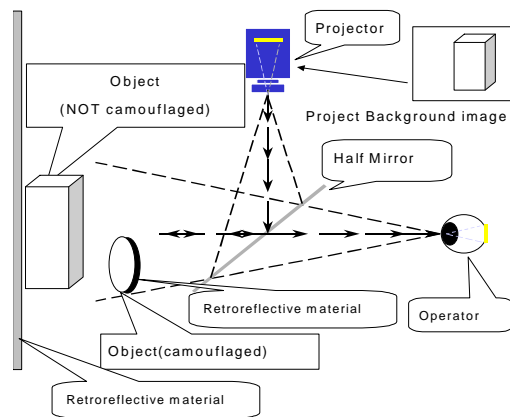 Projector
Object
(NOT camouflaged)
Project Background image
Half Mirror
Retroreflective material
Operator
Object(camouflaged)
Retroreflective material